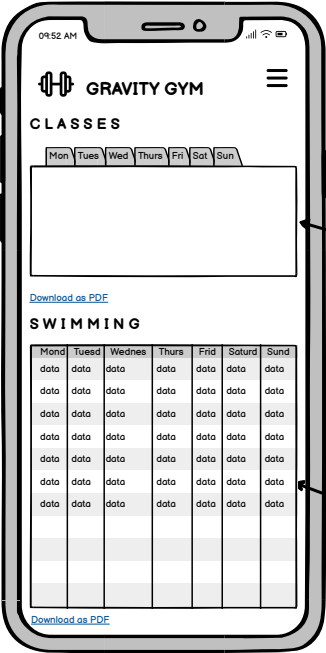 09:52 AM
GRAVITY GYM
CLASSES
Mon Tues Wed Thurs Fri Sat Sun
Download as PDF
SWIMMING
Mond Tuesd Wednes Thurs Frid Saturd Sund
data data data data data data data
data data data data data data data
data data data data data data data
data data data data data data data
data data data data data data data
data data data data data data data
data data data data data data data
Download as PDF